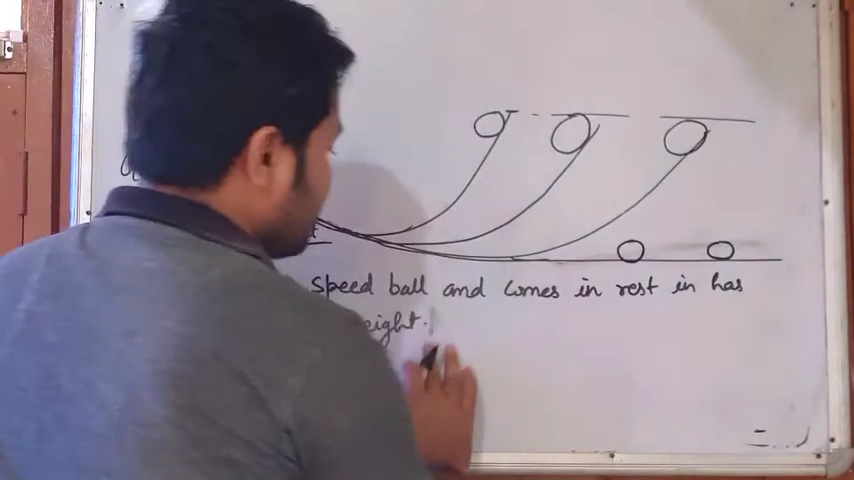 speed ball and comes in rest in has
eight.